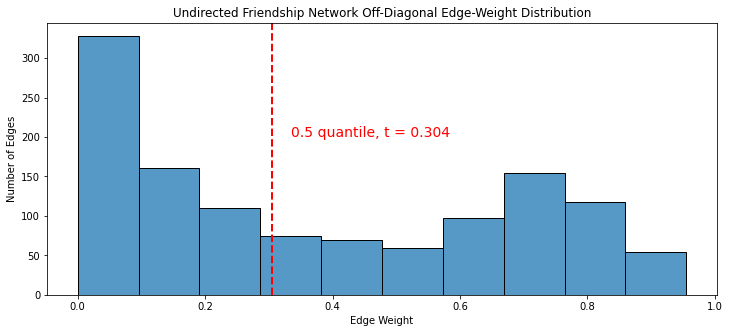 Undirected Friendship Network Off-Diagonal Edge-Weight Distribution
Number of Edges
300
250
200
150
100
50
0
0.5 quantile, t = 0.304
0.0 0.2 0.4 0.6 0.8 1.0
Edge Weight